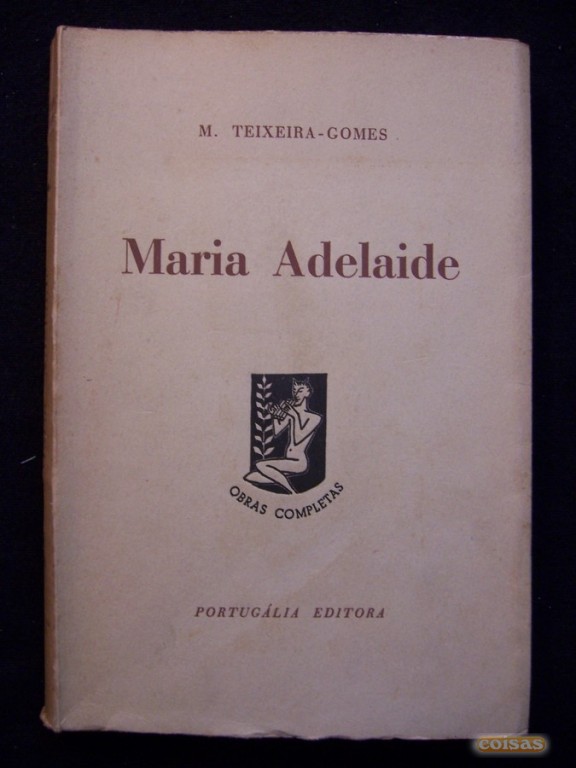 M. TEIXEIRA-GOMES
Maria Adelaide
OBRAS COMPLETAS
PORTUGÁLIA EDITORA
coisas